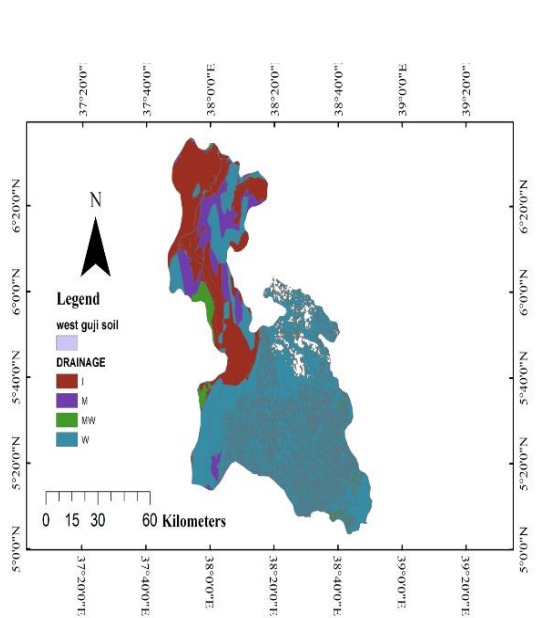 37°20'0"
37°40'0"
38°0'0"E
38°20'0"
38°40'0"
39°0'0"E
39°20'0"
6°20'0"N
6°0'0"N
5°40'0"N
5°20'0"N
5°0'0"N
N
Legend
west guji soil
DRAINAGE
I
M
MW
W
0 15 30 60 Kilometers
6°20'0"N
6°0'0"N
5°40'0"N
5°20'0"N
5°0'0"N
37°20'0"E
37°40'0"E
38°0'0"E
38°20'0"E
38°40'0"E
39°0'0"E
39°20'0"E